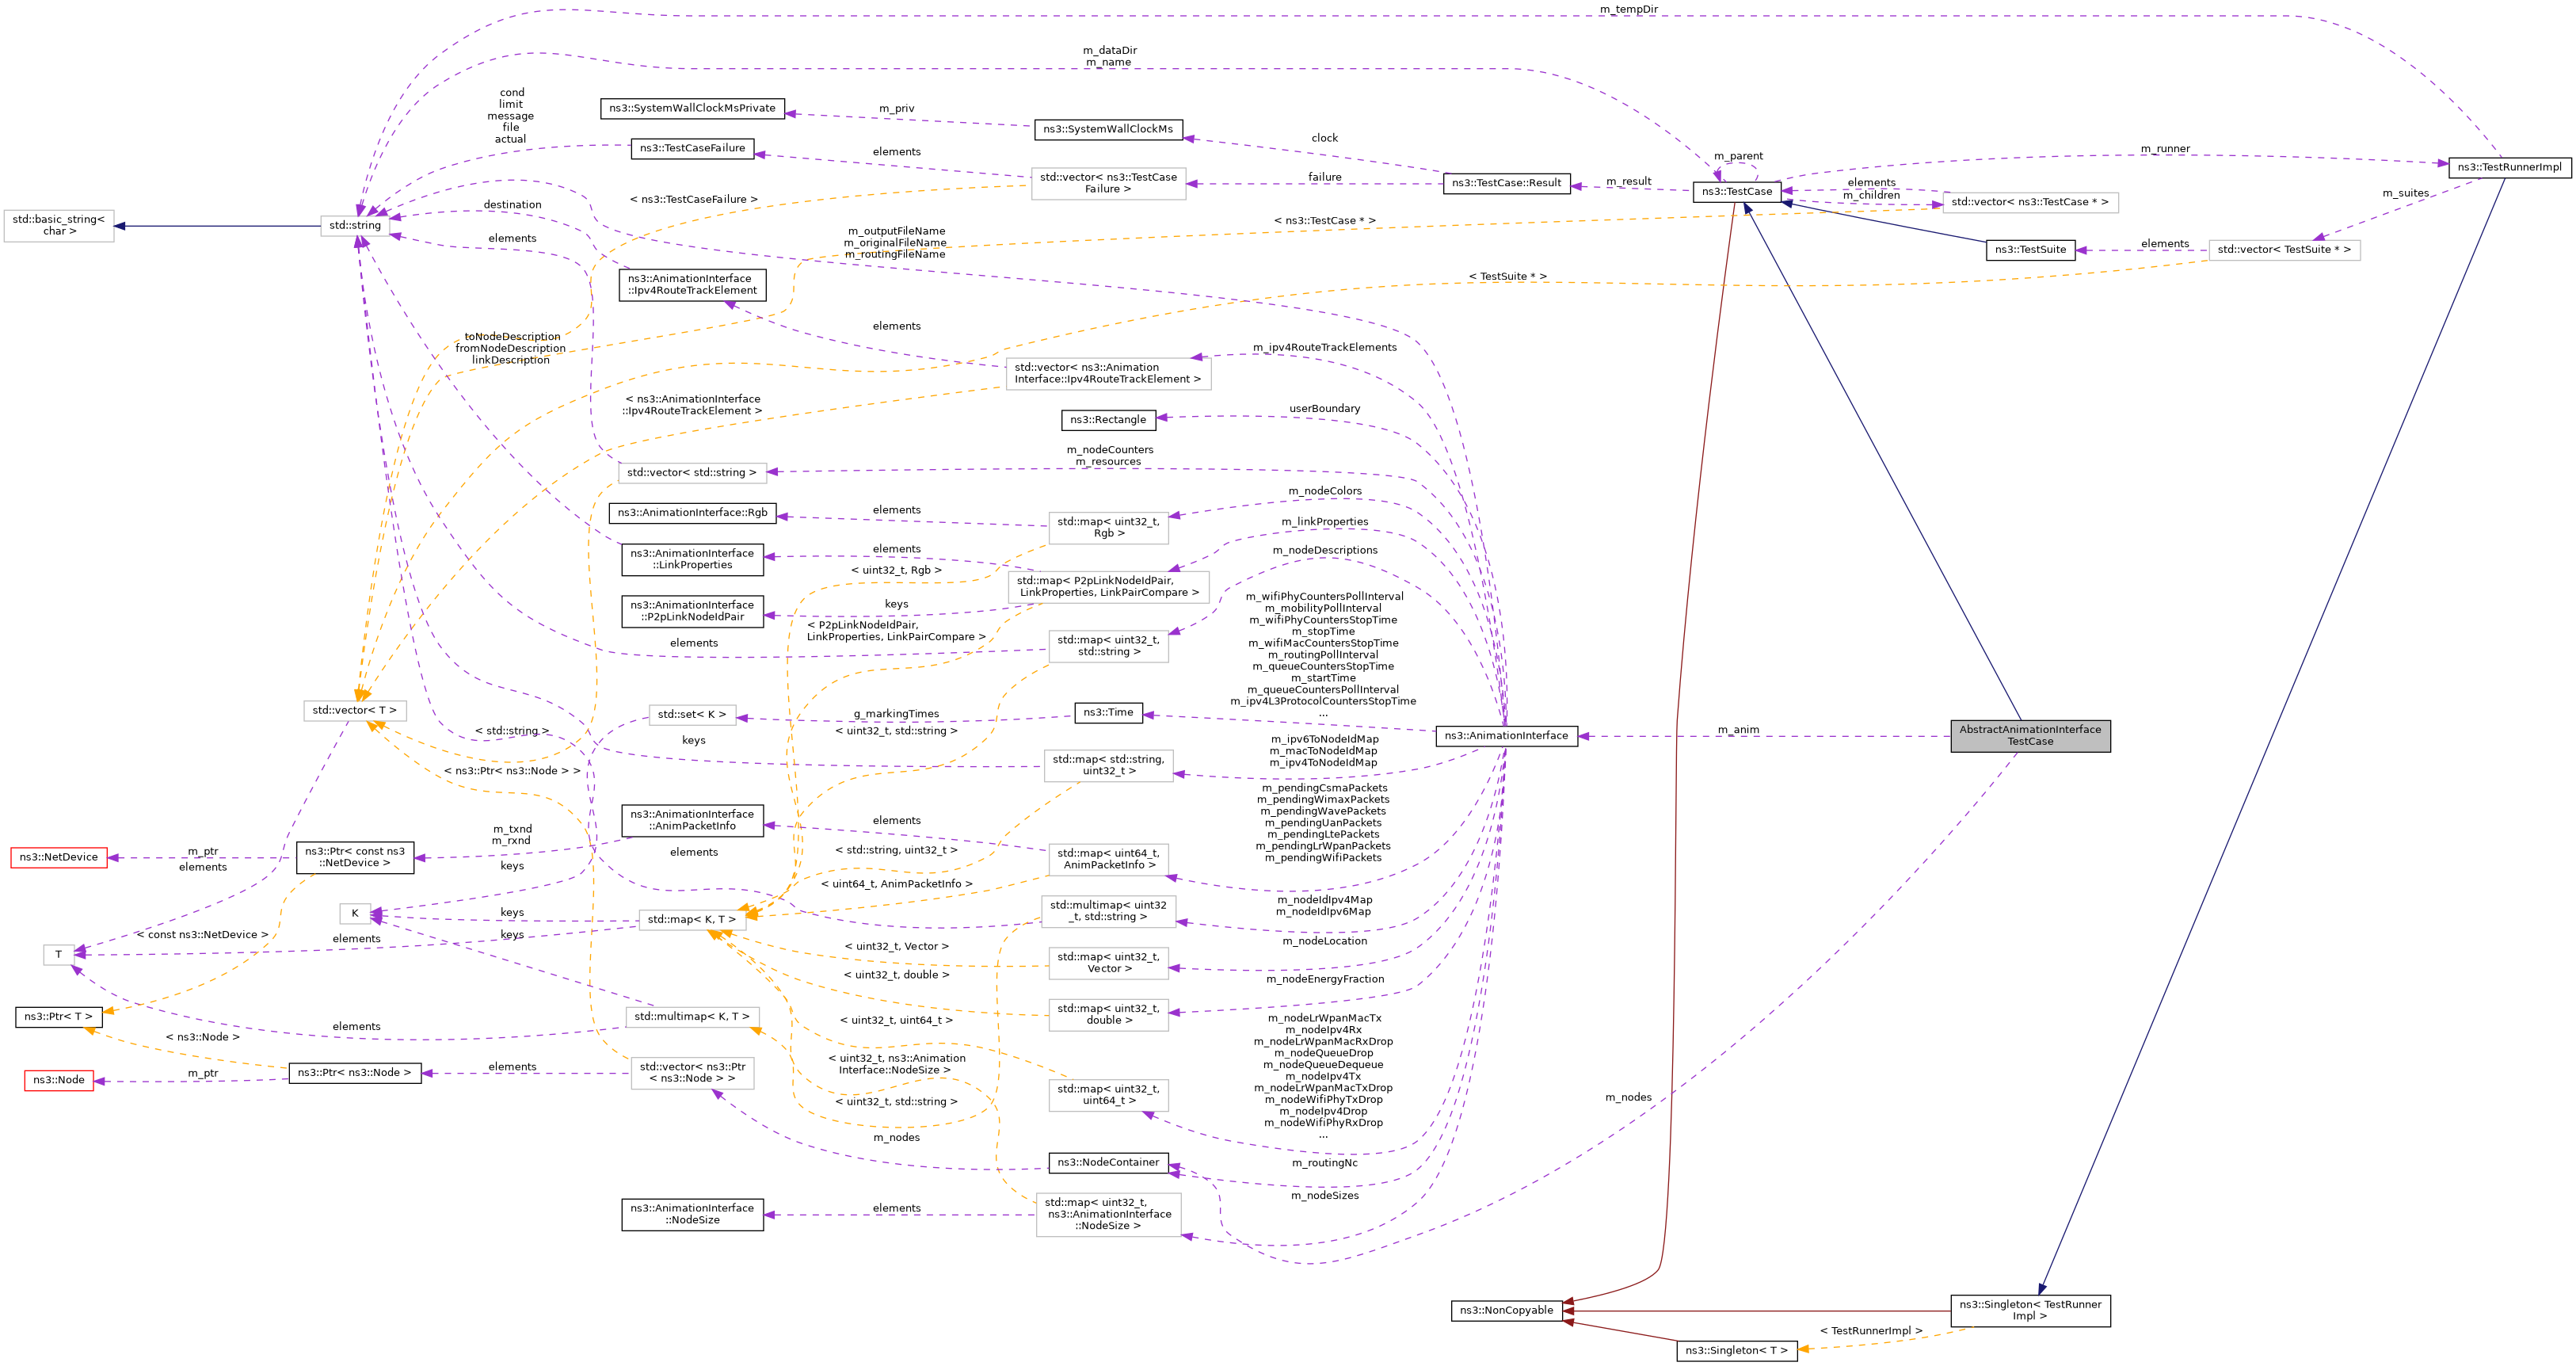 m_tempDir
m_dataDir
m_name
cond
limit
message
file
actual
ns3::SystemWallClockMsPrivate
m_priv
ns3::SystemWallClockMs
clock
ns3::TestCaseFailure
elements
std::vector< ns3::TestCase
Failure >
failure
ns3::TestCase::Result
m_result
m_parent
ns3::TestCase
m_runner
ns3::TestRunnerImpl
elements
m_children
std::vector< ns3::TestCase * >
m_suites
std::basic_string<
char >
std::string
destination
elements
< ns3::TestCaseFailure >
< ns3::TestCase * >
m_outputFileName
m_originalFileName
m_routingFileName
ns3::TestSuite
elements
std::vector< TestSuite * >
< TestSuite * >
ns3::AnimationInterface
::Ipv4RouteTrackElement
elements
toNodeDescription
fromNodeDescription
linkDescription
std::vector< ns3::Animation
Interface::Ipv4RouteTrackElement >
m_ipv4RouteTrackElements
< ns3::AnimationInterface
::Ipv4RouteTrackElement >
ns3::Rectangle
userBoundary
std::vector< std::string >
m_nodeCounters
m_resources
ns3::AnimationInterface::Rgb
elements
std::map< uint32_t,
Rgb >
m_nodeColors
m_linkProperties
ns3::AnimationInterface
::LinkProperties
elements
< uint32_t, Rgb >
std::map< P2pLinkNodeIdPair,
LinkProperties, LinkPairCompare >
m_nodeDescriptions
ns3::AnimationInterface
::P2pLinkNodeIdPair
keys
< P2pLinkNodeIdPair,
LinkProperties, LinkPairCompare >
elements
std::map< uint32_t,
std::string >
m_wifiPhyCountersPollInterval
m_mobilityPollInterval
m_wifiPhyCountersStopTime
m_stopTime
m_wifiMacCountersStopTime
m_routingPollInterval
m_queueCountersStopTime
m_startTime
m_queueCountersPollInterval
m_ipv4L3ProtocolCountersStopTime
...
std::vector< T >
std::set< K >
g_markingTimes
ns3::Time
< std::string >
keys
< uint32_t, std::string >
ns3::AnimationInterface
m_anim
AbstractAnimationInterface
TestCase
< ns3::Ptr< ns3::Node > >
std::map< std::string,
uint32_t >
m_ipv6ToNodeIdMap
m_macToNodeIdMap
m_ipv4ToNodeIdMap
m_pendingCsmaPackets
m_pendingWimaxPackets
m_pendingWavePackets
m_pendingUanPackets
m_pendingLtePackets
m_pendingLrWpanPackets
m_pendingWifiPackets
ns3::AnimationInterface
::AnimPacketInfo
elements
m_txnd
m_rxnd
ns3::NetDevice
m_ptr
elements
ns3::Ptr< const ns3
::NetDevice >
keys
elements
< std::string, uint32_t >
std::map< uint64_t,
AnimPacketInfo >
< uint64_t, AnimPacketInfo >
K
keys
keys
std::map< K, T >
std::multimap< uint32
_t, std::string >
m_nodeIdIpv4Map
m_nodeIdIpv6Map
< const ns3::NetDevice >
elements
T
< uint32_t, Vector >
std::map< uint32_t,
Vector >
m_nodeLocation
< uint32_t, double >
m_nodeEnergyFraction
ns3::Ptr< T >
elements
std::multimap< K, T >
std::map< uint32_t,
double >
< uint32_t, uint64_t >
< ns3::Node >
m_nodeLrWpanMacTx
m_nodeIpv4Rx
m_nodeLrWpanMacRxDrop
m_nodeQueueDrop
m_nodeQueueDequeue
m_nodeIpv4Tx
m_nodeLrWpanMacTxDrop
m_nodeWifiPhyTxDrop
m_nodeIpv4Drop
m_nodeWifiPhyRxDrop
...
ns3::Node
m_ptr
ns3::Ptr< ns3::Node >
elements
std::vector< ns3::Ptr
< ns3::Node > >
< uint32_t, ns3::Animation
Interface::NodeSize >
< uint32_t, std::string >
std::map< uint32_t,
uint64_t >
m_nodes
m_nodes
ns3::NodeContainer
m_routingNc
m_nodeSizes
ns3::AnimationInterface
::NodeSize
elements
std::map< uint32_t,
ns3::AnimationInterface
::NodeSize >
ns3::NonCopyable
ns3::Singleton< TestRunner
Impl >
< TestRunnerImpl >
ns3::Singleton< T >